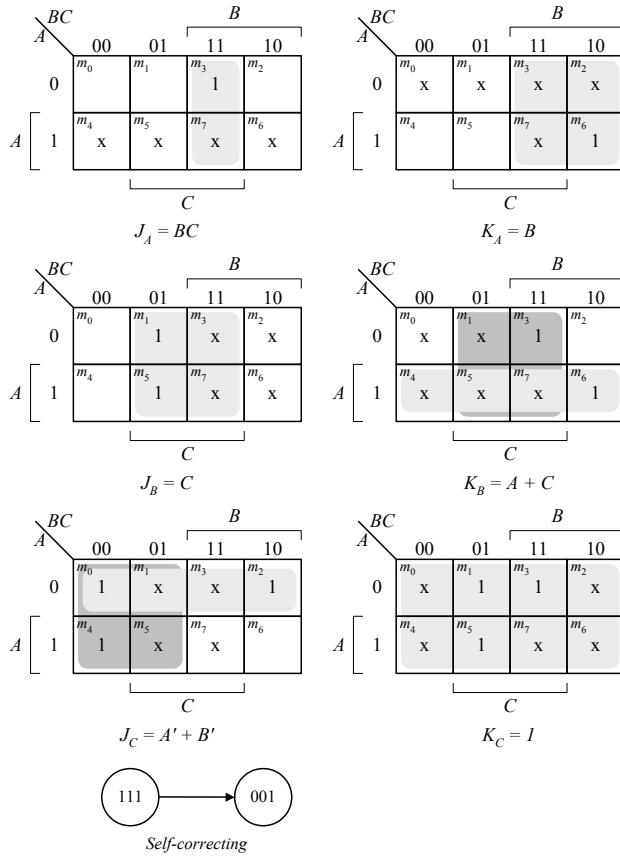 BC B BC B
A 00 01 11 10 A 00 01 11 10
m0 m1 m3 m2 m0 m1 m3 m2
0 1 0 x x x x
m4 m5 m7 m6 m4 m5 m7 m6
A 1 x x x x A 1 x 1
C C
J_A = BC K_A = B
BC B BC B
A 00 01 11 10 A 00 01 11 10
m0 m1 m3 m2 m0 m1 m3 m2
0 1 x x 0 x x 1
m4 m5 m7 m6 m4 m5 m7 m6
A 1 1 x x A 1 x x x 1
C C
J_B = C K_B = A + C
BC B BC B
A 00 01 11 10 A 00 01 11 10
m0 m1 m3 m2 m0 m1 m3 m2
0 1 x x 1 0 x 1 1 x
m4 m5 m7 m6 m4 m5 m7 m6
A 1 1 x x A 1 x 1 x x
C C
J_C = A′ + B′ K_C = 1
111 001
Self-correcting